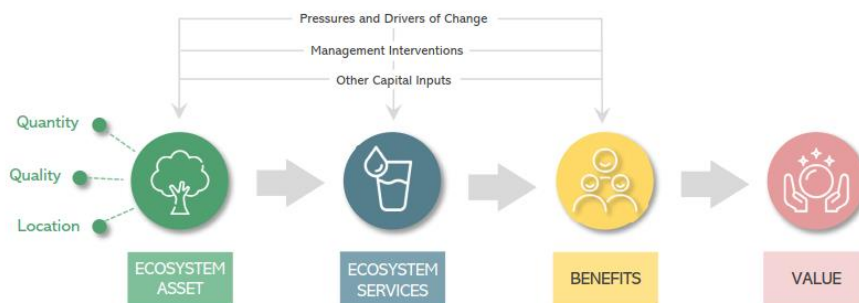 Pressures and Drivers of Change
Management Interventions
Other Capital Inputs
Quantity
Quality
Location
ECOSYSTEM
ASSET
ECOSYSTEM
SERVICES
BENEFITS
VALUE